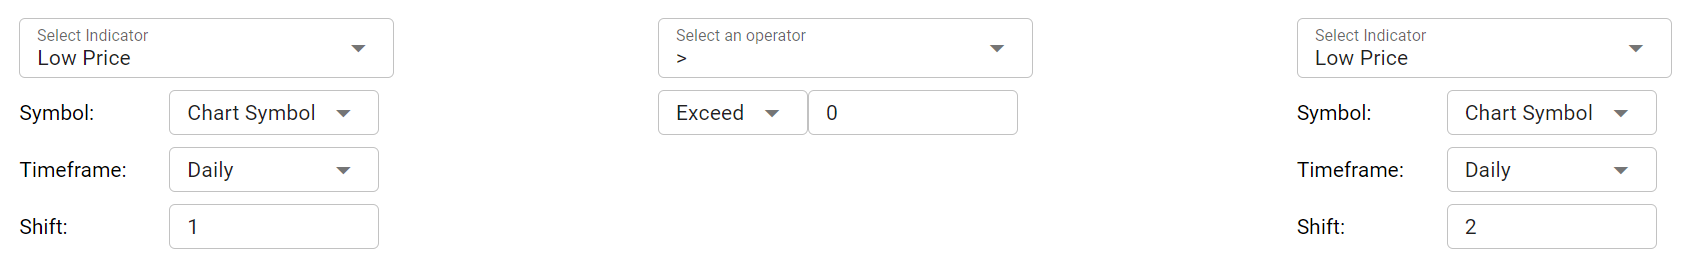 Select Indicator
Low Price
Symbol: Chart Symbol
Timeframe: Daily
Shift: 1
Select an operator
>
Exceed 0
Select Indicator
Low Price
Symbol: Chart Symbol
Timeframe: Daily
Shift: 2